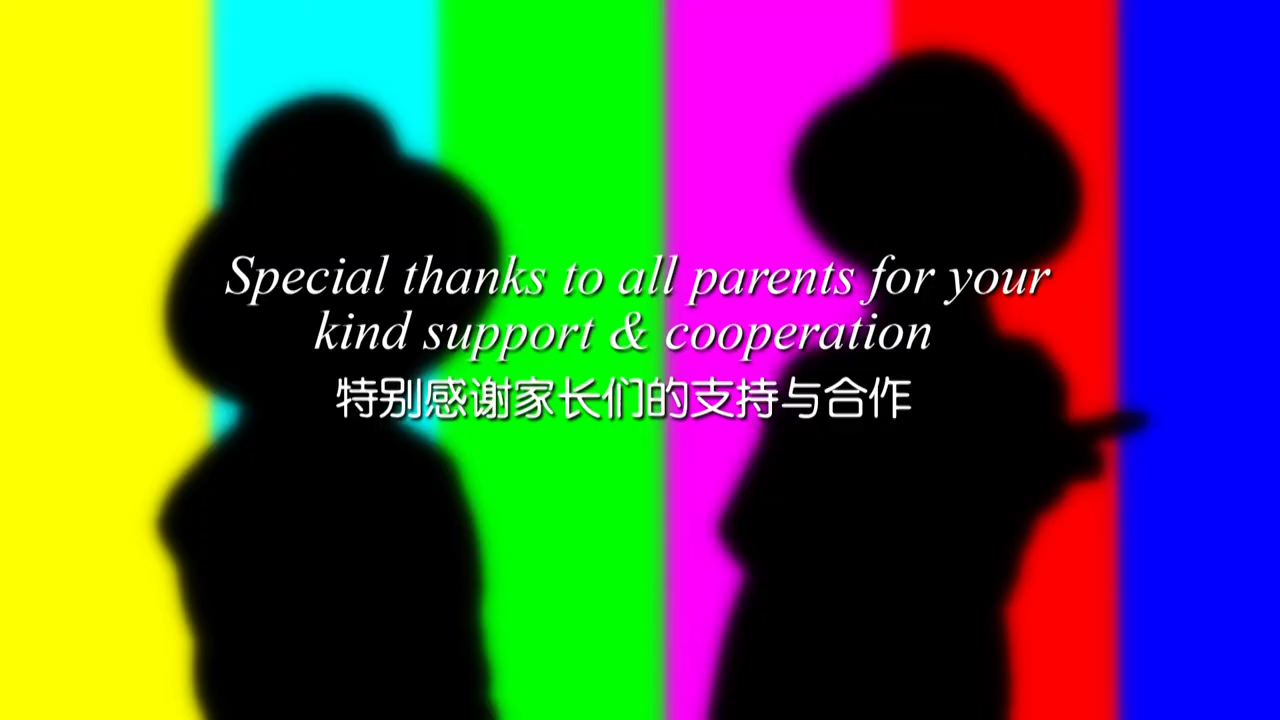 Special thanks to all parents for your
kind support & cooperation
特别感谢家长们的支持与合作